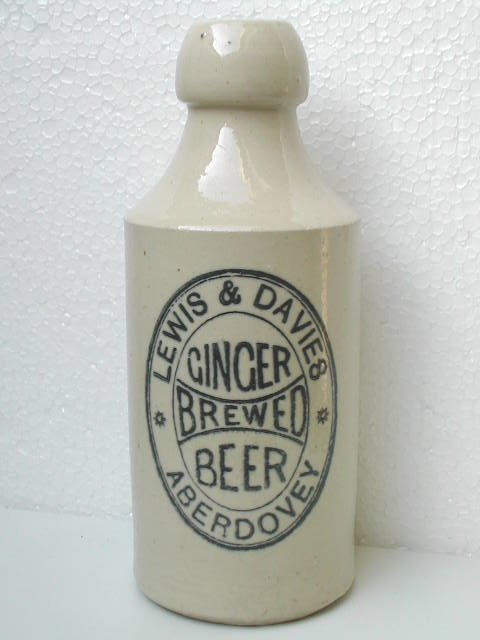 LEWIS & DAVIES
GINGER
BREWED
BEER
ABERDOVEY